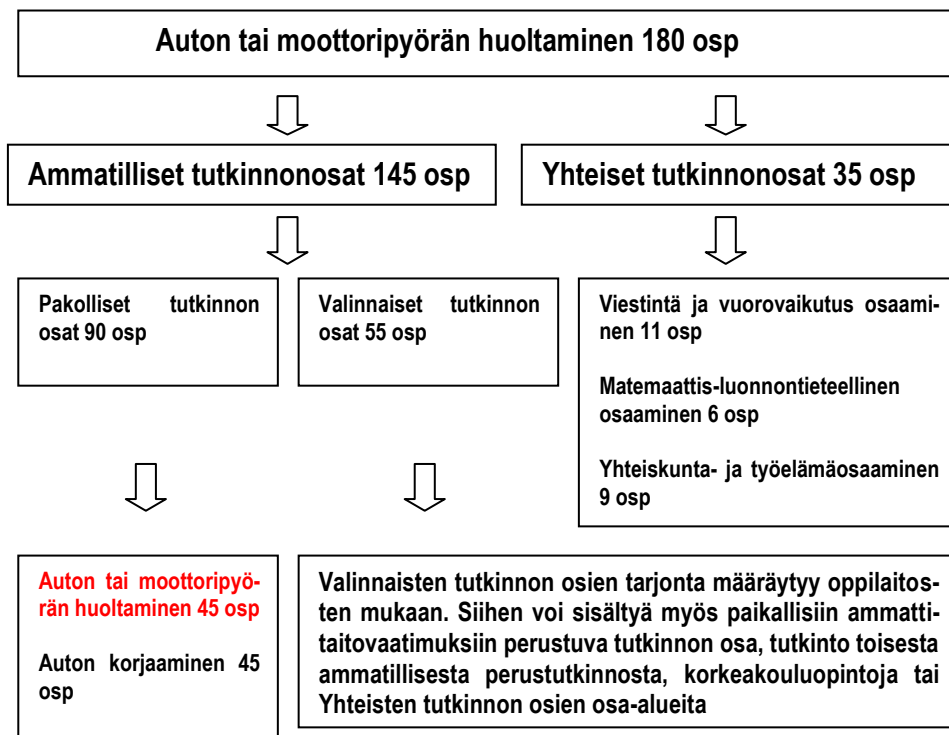 Auton tai moottoripyörän huoltaminen 180 osp
Ammatilliset tutkinnonosat 145 osp
Yhteiset tutkinnonosat 35 osp
Pakolliset tutkinnon
osat 90 osp
Valinnaiset tutkinnon
osat 55 osp
Viestintä ja vuorovaikutus osaami-
nen 11 osp
Matemaattis-luonnontieteellinen
osaaminen 6 osp
Yhteiskunta- ja työelämäosaaminen
9 osp
Auton tai moottoripyö-
rän huoltaminen 45 osp
Auton korjaaminen 45
osp
Valinnaisten tutkinnon osien tarjonta määräytyy oppilaitos-
ten mukaan. Siihen voi sisältyä myös paikallisiin ammatti-
taitovaatimuksiin perustuva tutkinnon osa, tutkinto toisesta
ammatillisesta perustutkinnosta, korkeakouluopintoja tai
Yhteisten tutkinnon osien osa-alueita